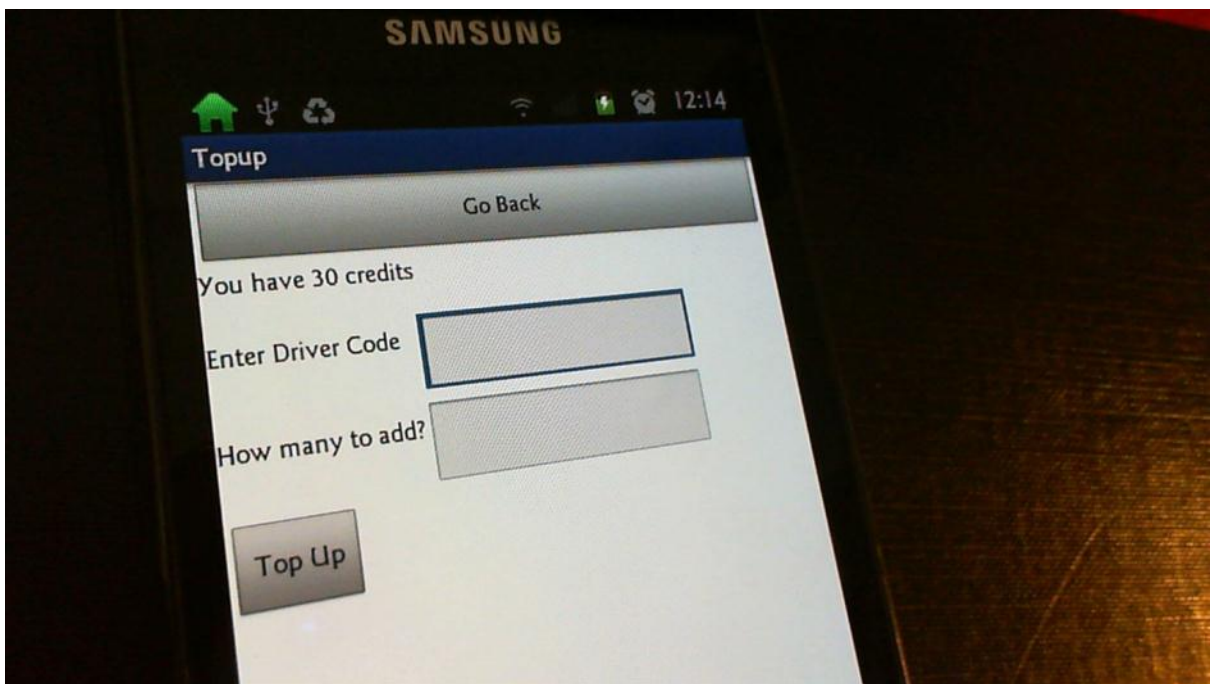 SAMSUNG
12:14
Topup
Go Back
You have 30 credits
Enter Driver Code
How many to add?
Top Up